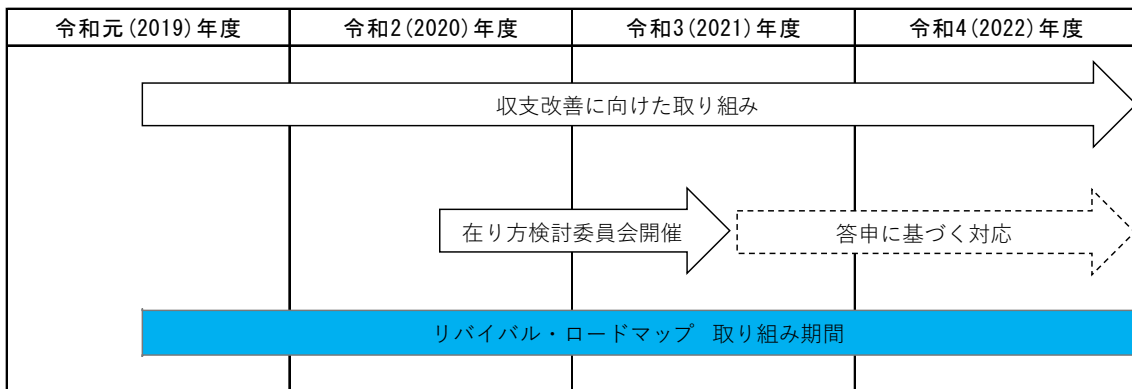 令和元(2019)年度 令和2(2020)年度 令和3(2021)年度 令和4(2022)年度
収支改善に向けた取り組み
在り方検討委員会開催 答申に基づく対応
リバイバル・ロードマップ　取り組み期間